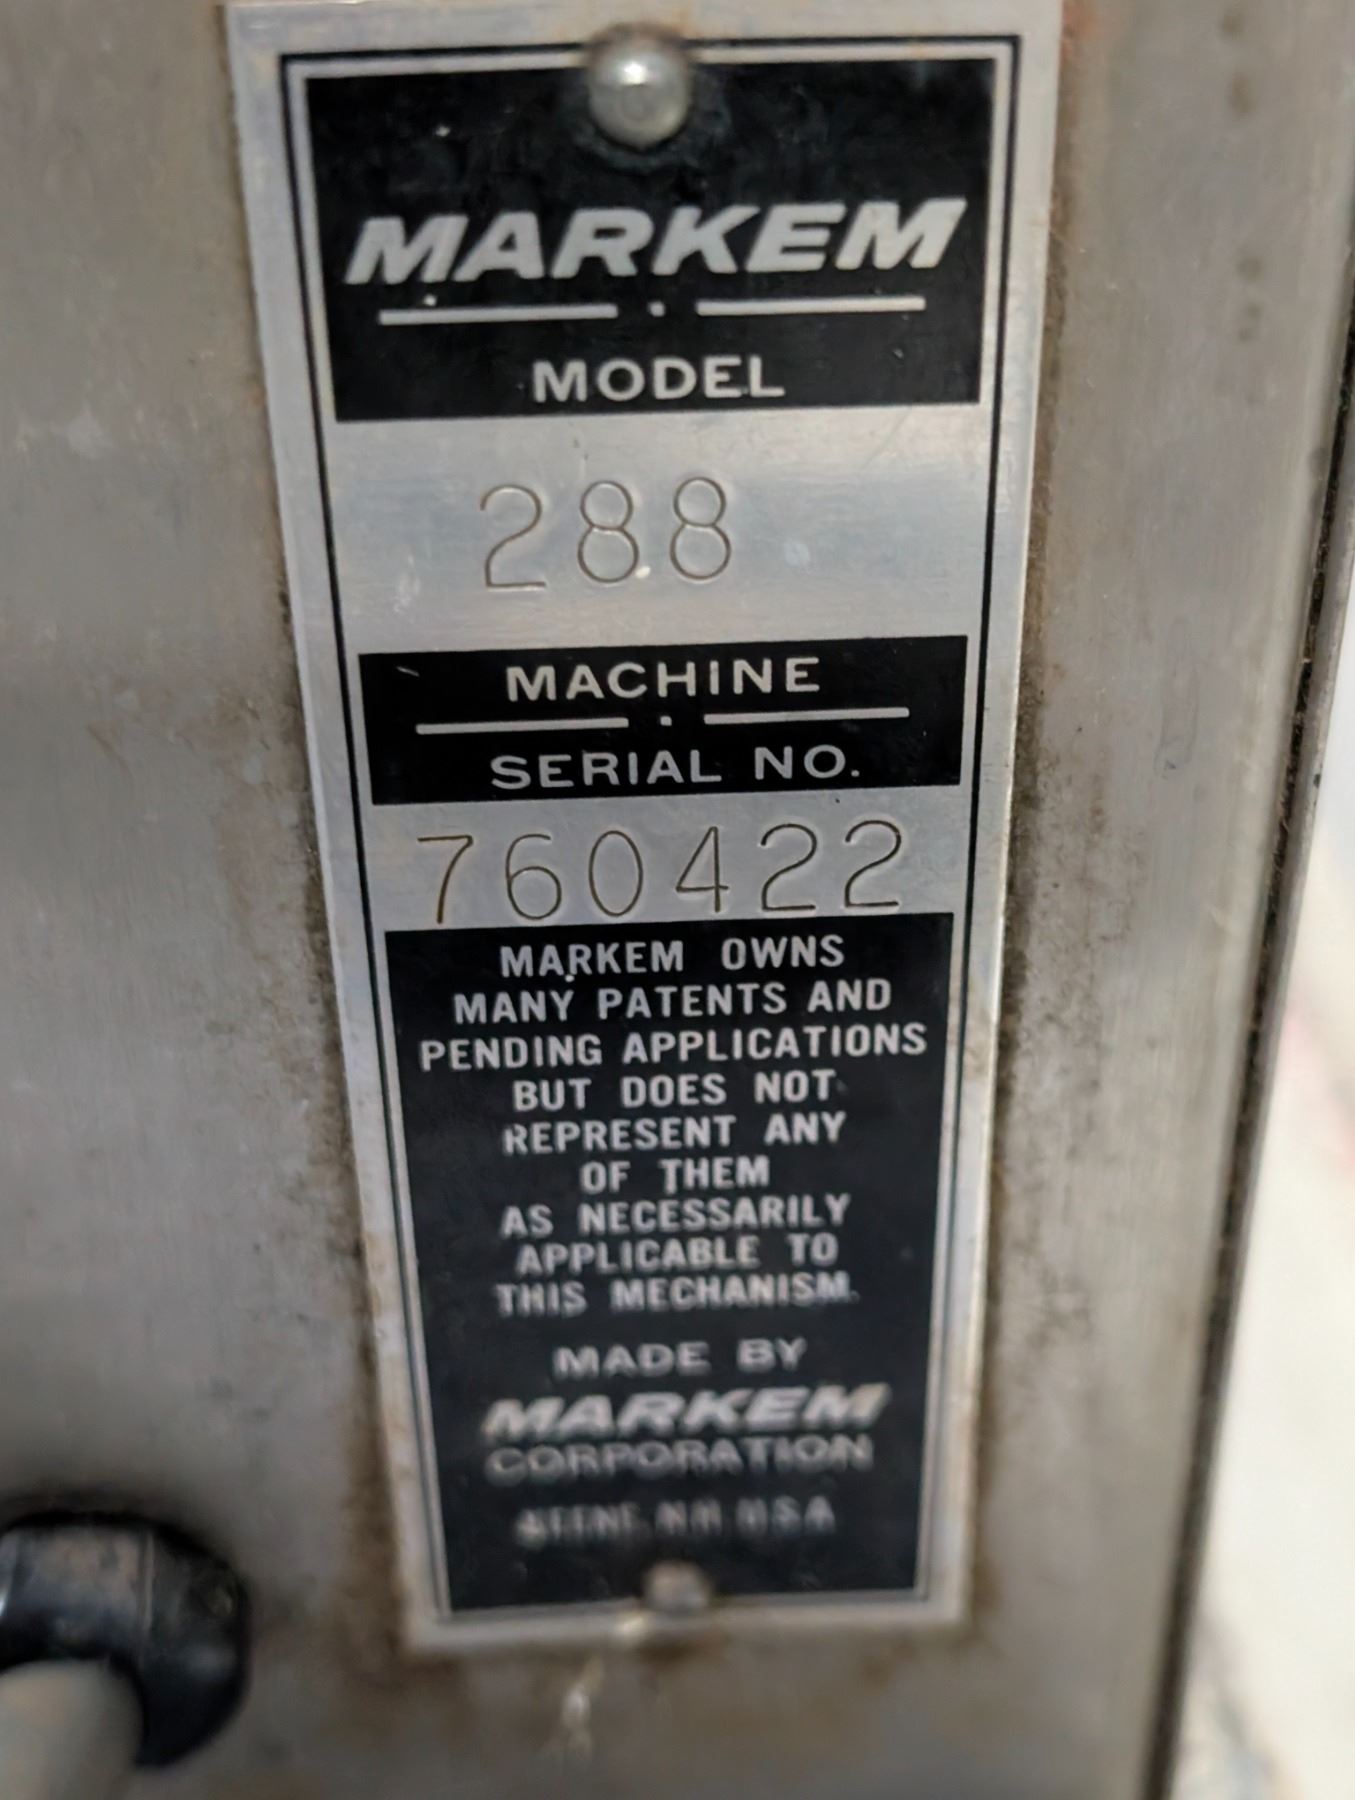 MARKEM
MODEL
288
MACHINE
SERIAL NO.
760422
MARKEM OWNS
MANY PATENTS AND
PENDING APPLICATIONS
BUT DOES NOT
REPRESENT ANY
OF THEM
AS NECESSARILY
APPLICABLE TO
THIS MECHANISM.
MADE BY
MARKEM
CORPORATION
KEENE, N.H. U.S.A